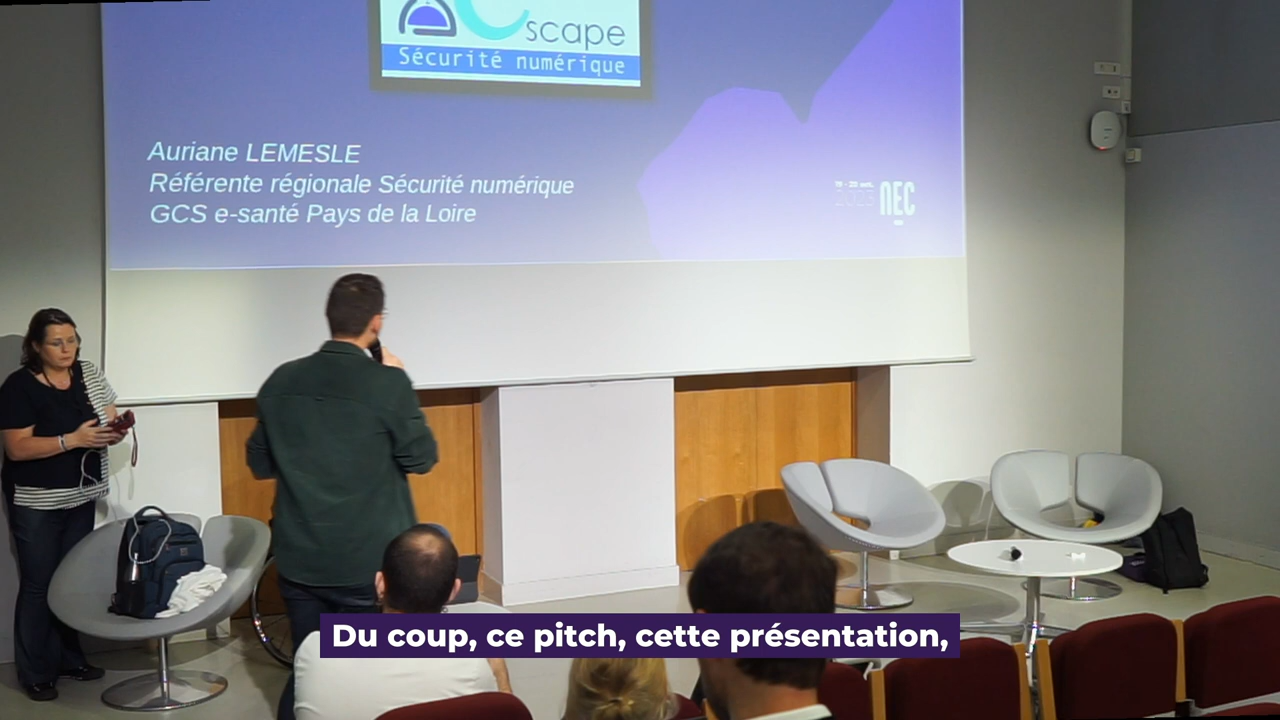 scape
Sécurité numérique
Auriane LEMESLE
Référente régionale Sécurité numérique
GCS e-santé Pays de la Loire
NEC
Du coup, ce pitch, cette présentation,